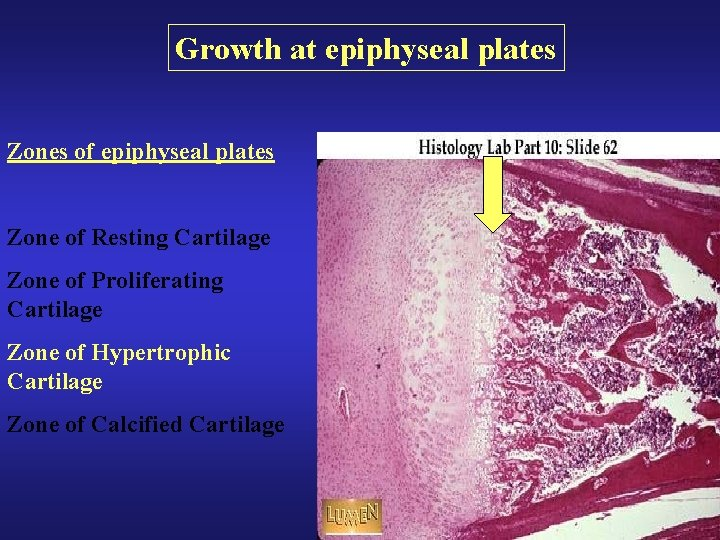 Growth at epiphyseal plates
Zones of epiphyseal plates
Histology Lab Part 10: Slide 62
Zone of Resting Cartilage
Zone of Proliferating
Cartilage
Zone of Hypertrophic
Cartilage
Zone of Calcified Cartilage
LUMEN